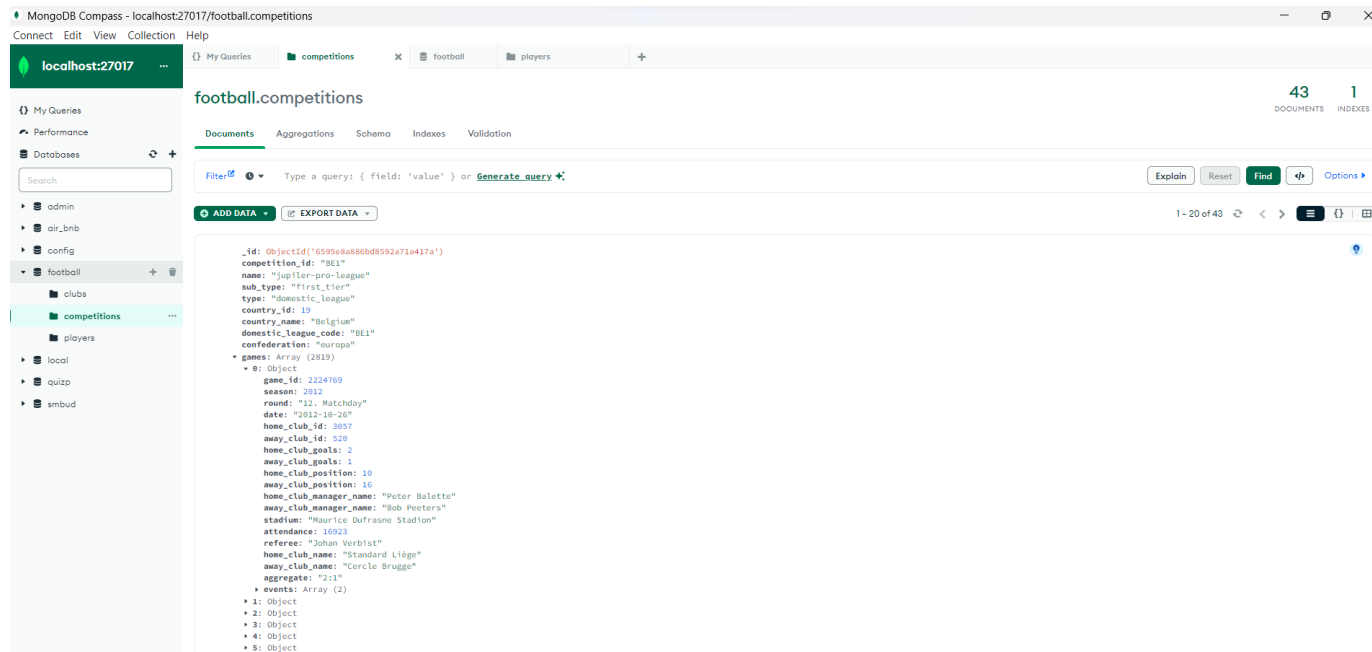 MongoDB Compass - localhost:27017/football.competitions
Connect Edit View Collection Help
localhost:27017 ...
{} My Queries
competitions
football
players
My Queries
Performance
Databases
Search
admin
air_bnb
config
football
clubs
competitions
players
local
quizp
smbud
football.competitions
43
DOCUMENTS
1
INDEXES
Documents Aggregations Schema Indexes Validation
Filter Type a query: { field: 'value' } or Generate query
Explain Reset Find </> Options
ADD DATA EXPORT DATA
1 - 20 of 43
_id: ObjectId('6595e8a886bd8592a71a417a')
competition_id: "BE1"
name: "jupiler-pro-league"
sub_type: "first_tier"
type: "domestic_league"
country_id: 19
country_name: "Belgium"
domestic_league_code: "BE1"
confederation: "europa"
games: Array (2819)
0: Object
game_id: 2224769
season: 2012
round: "12. Matchday"
date: "2012-10-26"
home_club_id: 3057
away_club_id: 520
home_club_goals: 2
away_club_goals: 1
home_club_position: 10
away_club_position: 16
home_club_manager_name: "Peter Balette"
away_club_manager_name: "Bob Peeters"
stadium: "Maurice Dufrasne Stadion"
attendance: 16923
referee: "Johan Verbist"
home_club_name: "Standard Liège"
away_club_name: "Cercle Brugge"
aggregate: "2:1"
events: Array (2)
1: Object
2: Object
3: Object
4: Object
5: Object